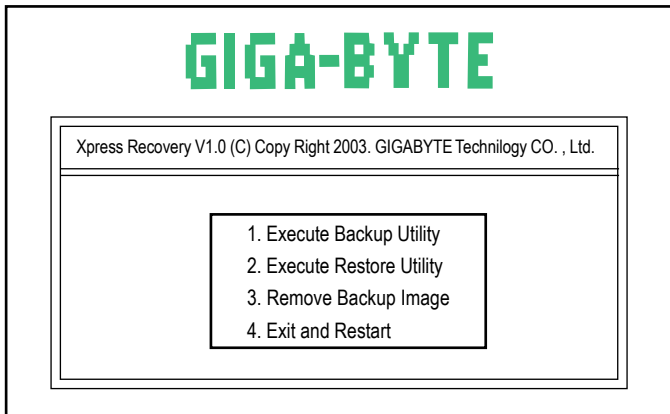 GIGA-BYTE
Xpress Recovery V1.0 (C) Copy Right 2003. GIGABYTE Technilogy CO. , Ltd.
1. Execute Backup Utility
2. Execute Restore Utility
3. Remove Backup Image
4. Exit and Restart